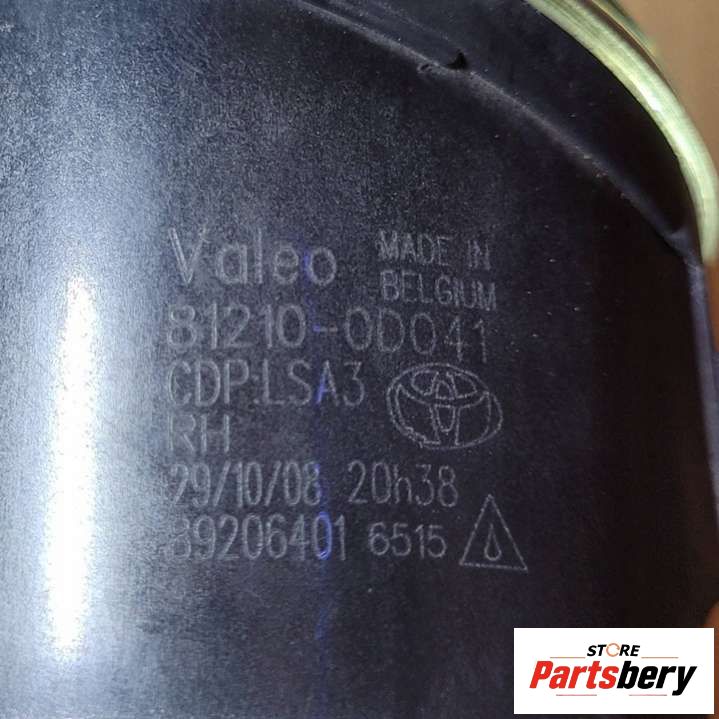 Valeo MADE IN
BELGIUM
81210-0D041
CDP:LSA3
RH
29/10/08 20h38
89206401 6515
STORE
Partsbery